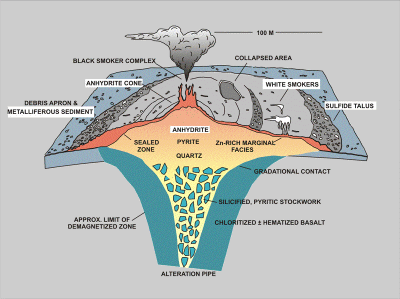 100 M
BLACK SMOKER COMPLEX
COLLAPSED AREA
ANHYDRITE CONE
WHITE SMOKERS
DEBRIS APRON &
METALLIFEROUS SEDIMENT
SULFIDE TALUS
ANHYDRITE
SEALED
ZONE
PYRITE
Zn-RICH MARGINAL
FACIES
QUARTZ
GRADATIONAL CONTACT
SILICIFIED, PYRITIC STOCKWORK
APPROX. LIMIT OF
DEMAGNETIZED ZONE
CHLORITIZED ± HEMATIZED BASALT
ALTERATION PIPE